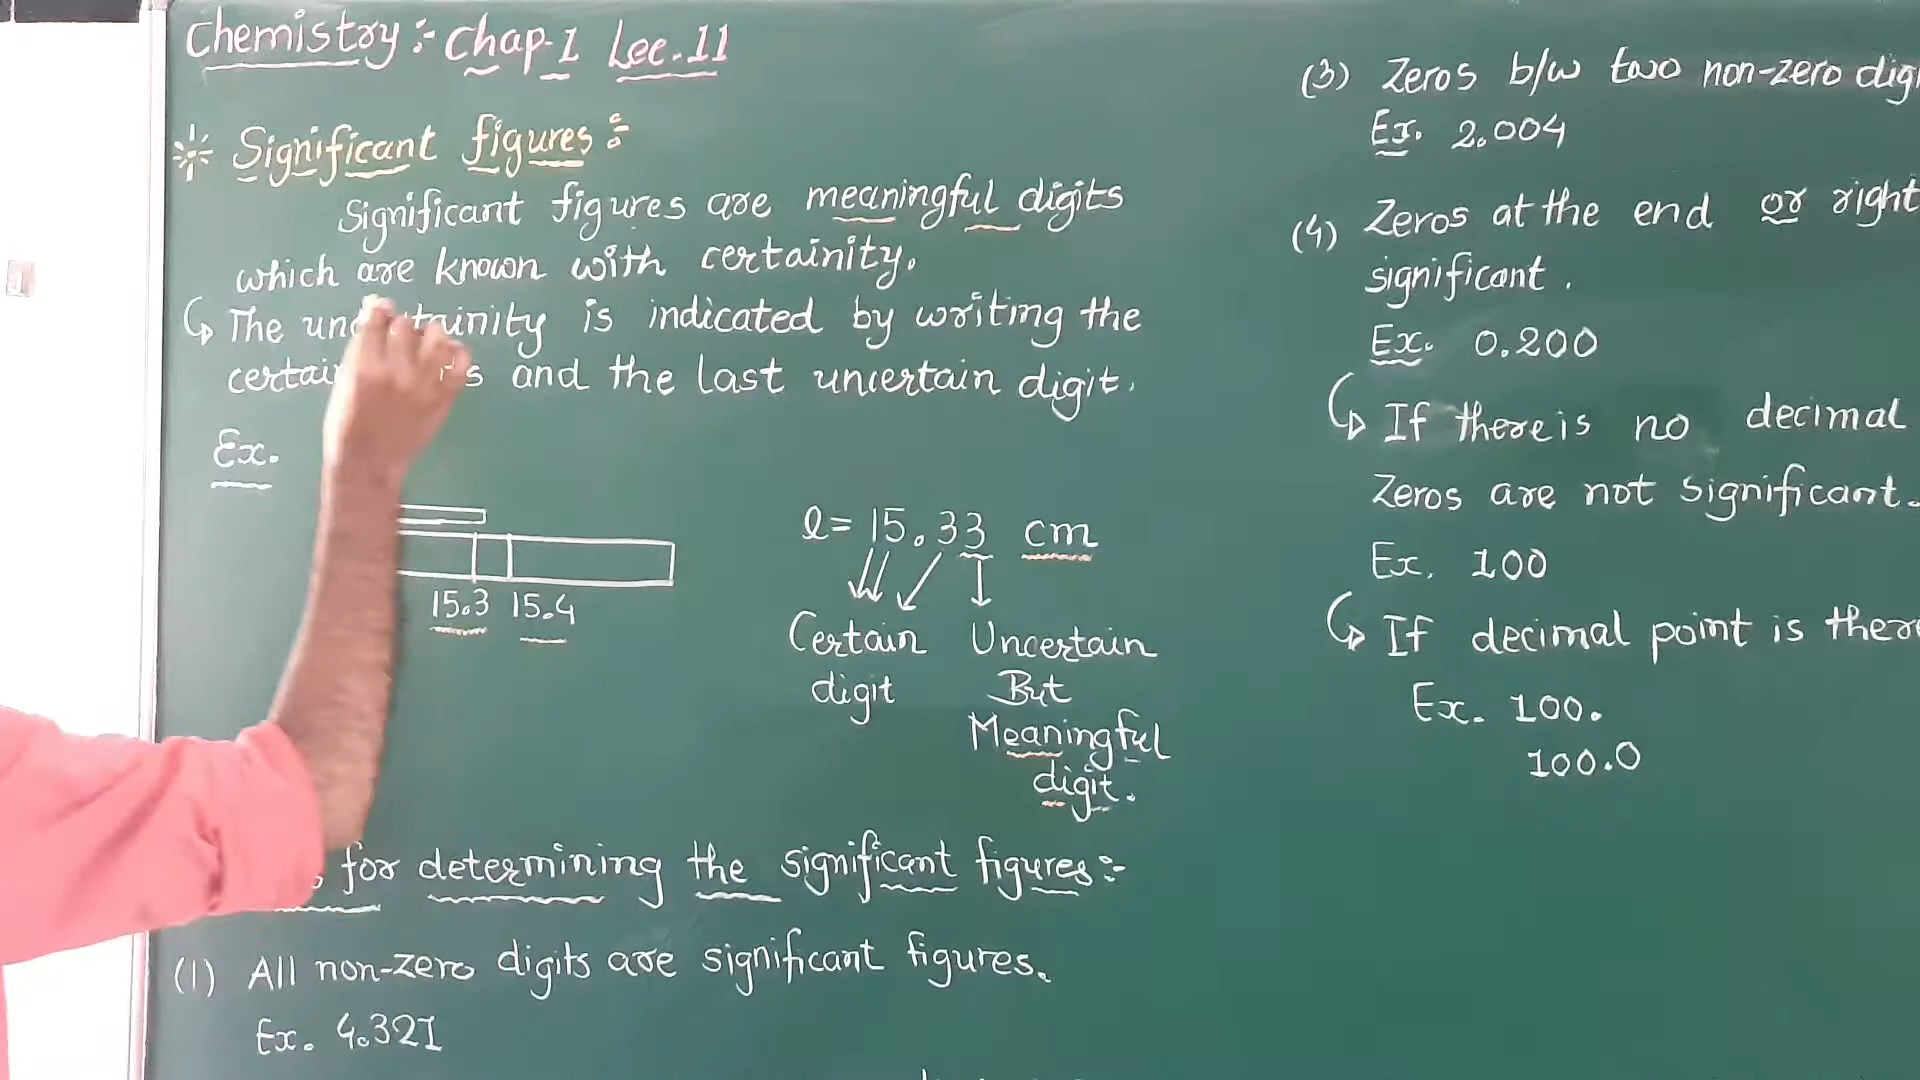 Chemistry :- Chap-1 Lec.11
Significant figures :-
Significant figures are meaningful digits
which are known with certainity.
The is indicated by writing the
and the last uncertain digit.
Ex.
l = 15.33 cm
15.3 15.4
Certain digit
Uncertain
But
Meaningful
digit.
for determining the significant figures :-
(1) All non-zero digits are significant figures.
Ex. 4.321
(3) Zeros b/w two non-zero
Ex. 2.004
(4) Zeros at the end or right
significant.
Ex. 0.200
If there is no decimal
Zeros are not significant.
Ex. 100
If decimal point is
Ex. 100.
100.0